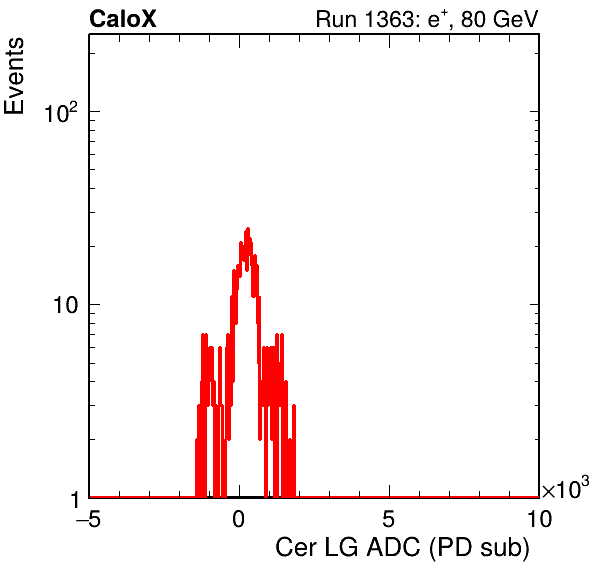 CaloX Run 1363: e⁺, 80 GeV
Events
10²
10
1
−5 0 5 10
×10³
Cer LG ADC (PD sub)